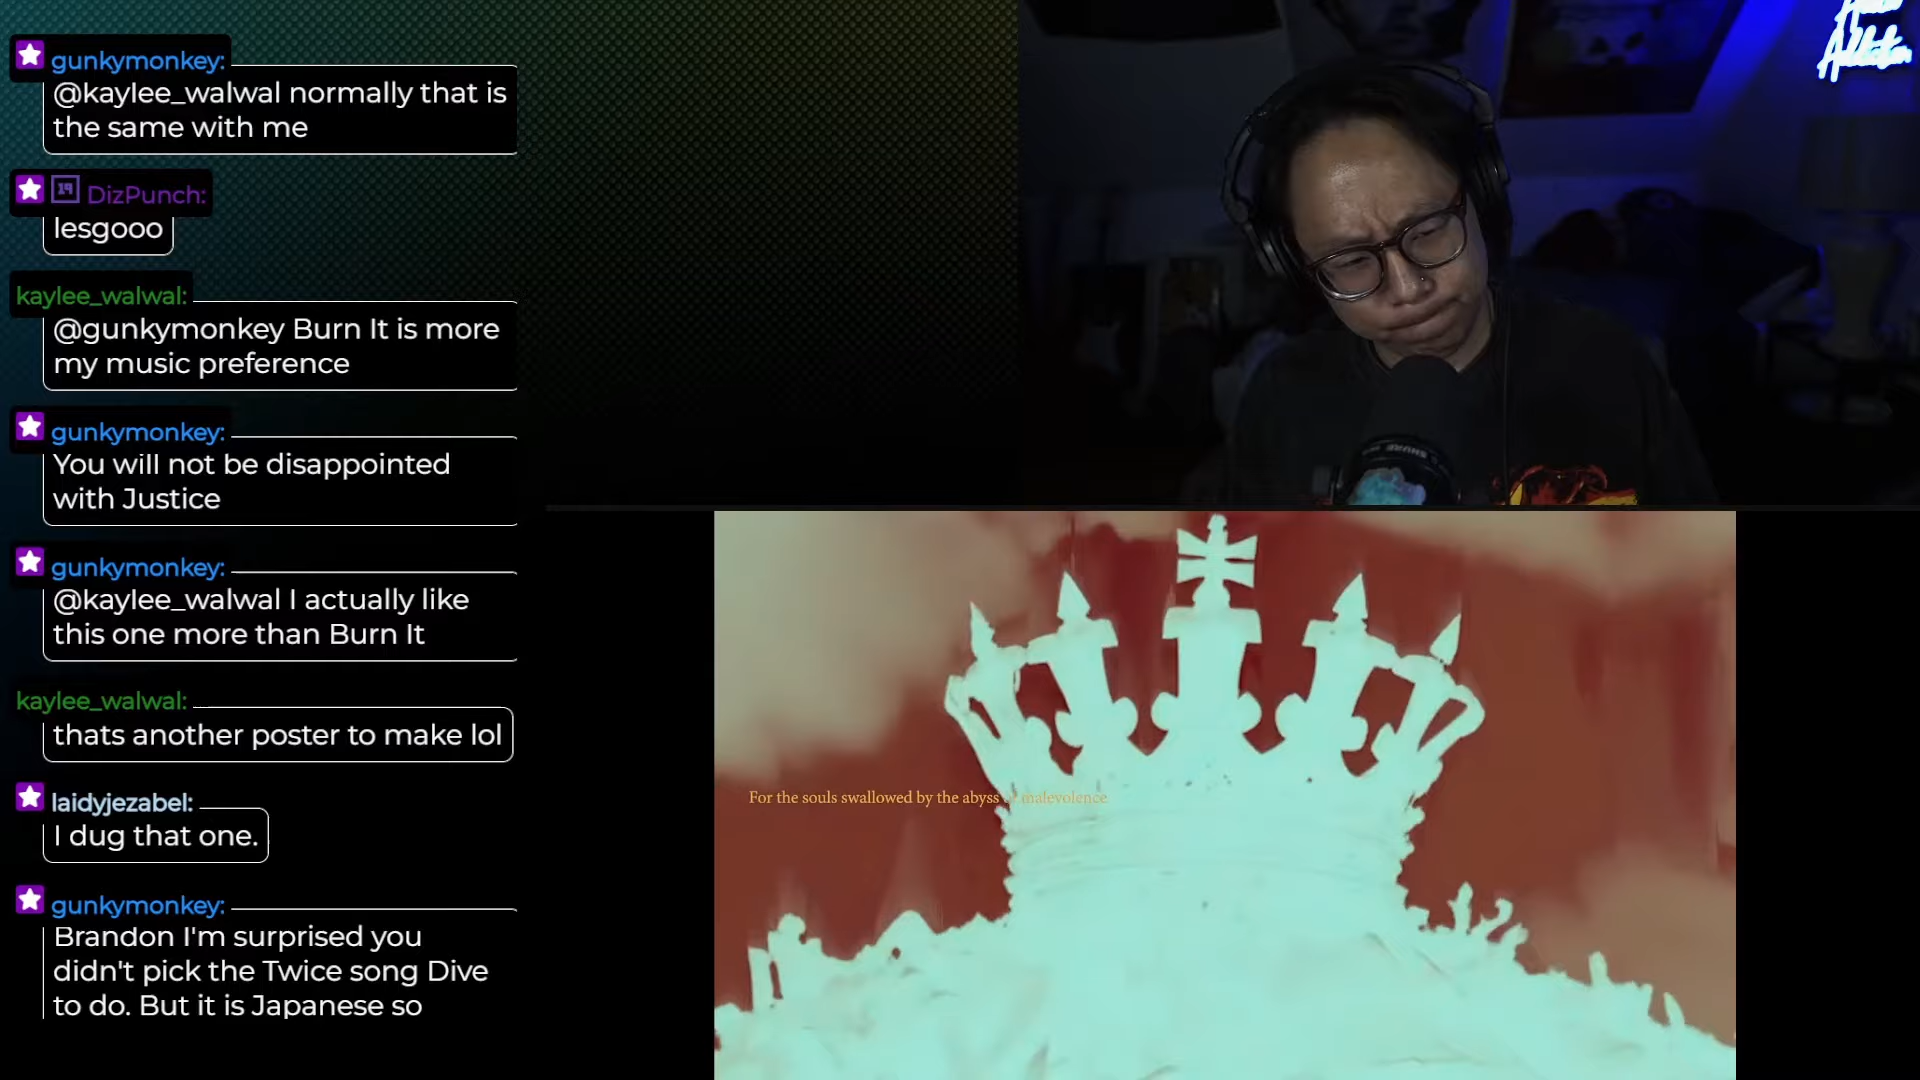 gunkymonkey:
@kaylee_walwal normally that is
the same with me
19 DizPunch:
lesgooo
kaylee_walwal:
@gunkymonkey Burn It is more
my music preference
gunkymonkey:
You will not be disappointed
with Justice
gunkymonkey:
@kaylee_walwal I actually like
this one more than Burn It
kaylee_walwal:
thats another poster to make lol
laidyjezabel:
I dug that one.
gunkymonkey:
Brandon I'm surprised you
didn't pick the Twice song Dive
to do. But it is Japanese so
SHURE
For the souls swallowed by the abyss of malevolence